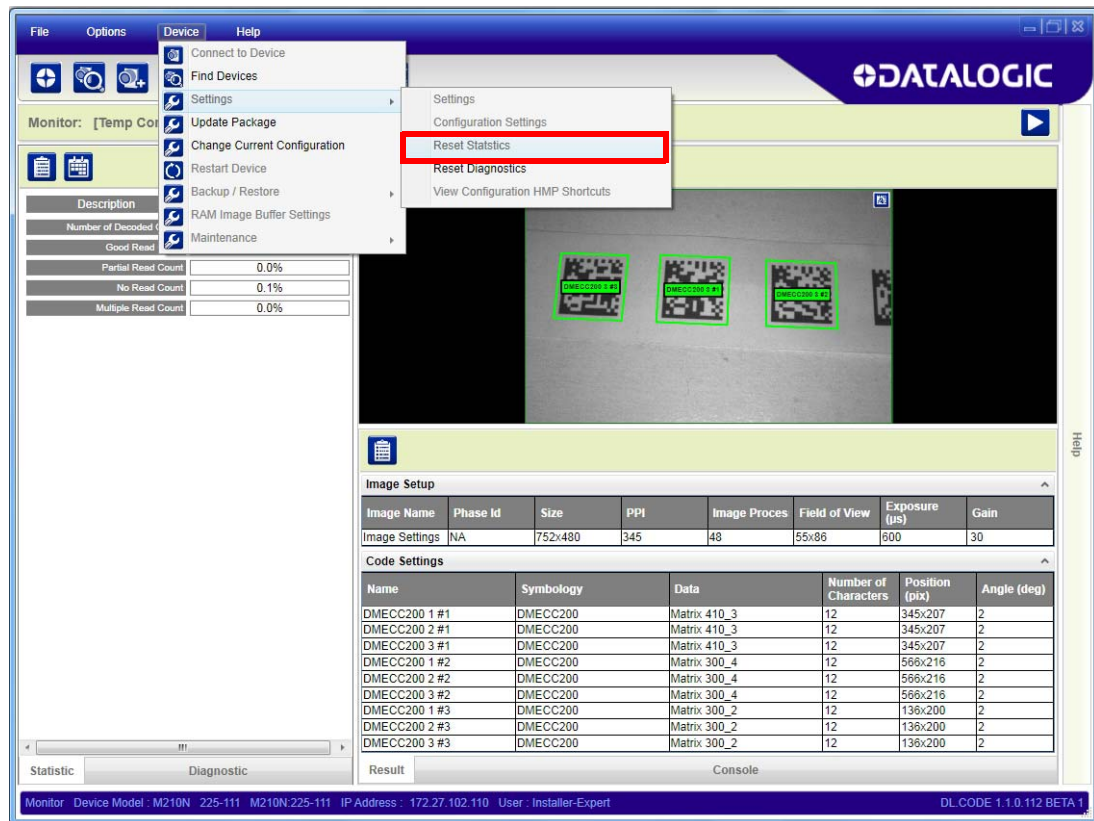 File Options Device Help
DATALOGIC
Connect to Device
Find Devices
Settings
Update Package
Change Current Configuration
Restart Device
Backup / Restore
RAM Image Buffer Settings
Maintenance
Settings
Configuration Settings
Reset Statstics
Reset Diagnostics
View Configuration HMP Shortcuts
Monitor: [Temp
Description
Number of Decoded
Good Read
Partial Read Count 0.0%
No Read Count 0.1%
Multiple Read Count 0.0%
DMECC200 3 #3
DMECC200 2 #1
DMECC200 3 #2
Help
Image Setup
Image Name Phase Id Size PPI Image Proces Field of View Exposure (µs) Gain
Image Settings NA 752x480 345 48 55x86 600 30
Code Settings
Name Symbology Data Number of Characters Position (pix) Angle (deg)
DMECC200 1 #1 DMECC200 Matrix 410_3 12 345x207 2
DMECC200 2 #1 DMECC200 Matrix 410_3 12 345x207 2
DMECC200 3 #1 DMECC200 Matrix 410_3 12 345x207 2
DMECC200 1 #2 DMECC200 Matrix 300_4 12 566x216 2
DMECC200 2 #2 DMECC200 Matrix 300_4 12 566x216 2
DMECC200 3 #2 DMECC200 Matrix 300_4 12 566x216 2
DMECC200 1 #3 DMECC200 Matrix 300_2 12 136x200 2
DMECC200 2 #3 DMECC200 Matrix 300_2 12 136x200 2
DMECC200 3 #3 DMECC200 Matrix 300_2 12 136x200 2
Statistic Diagnostic
Result Console
Monitor Device Model : M210N 225-111 M210N:225-111 IP Address : 172.27.102.110 User : Installer-Expert DL.CODE 1.1.0.112 BETA 1